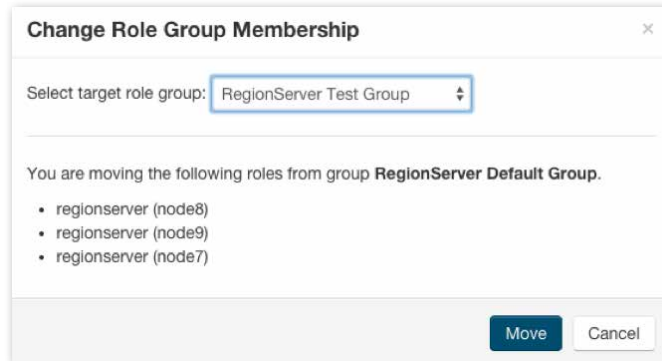 Change Role Group Membership ×
Select target role group: RegionServer Test Group
You are moving the following roles from group RegionServer Default Group.
• regionserver (node8)
• regionserver (node9)
• regionserver (node7)
Move Cancel